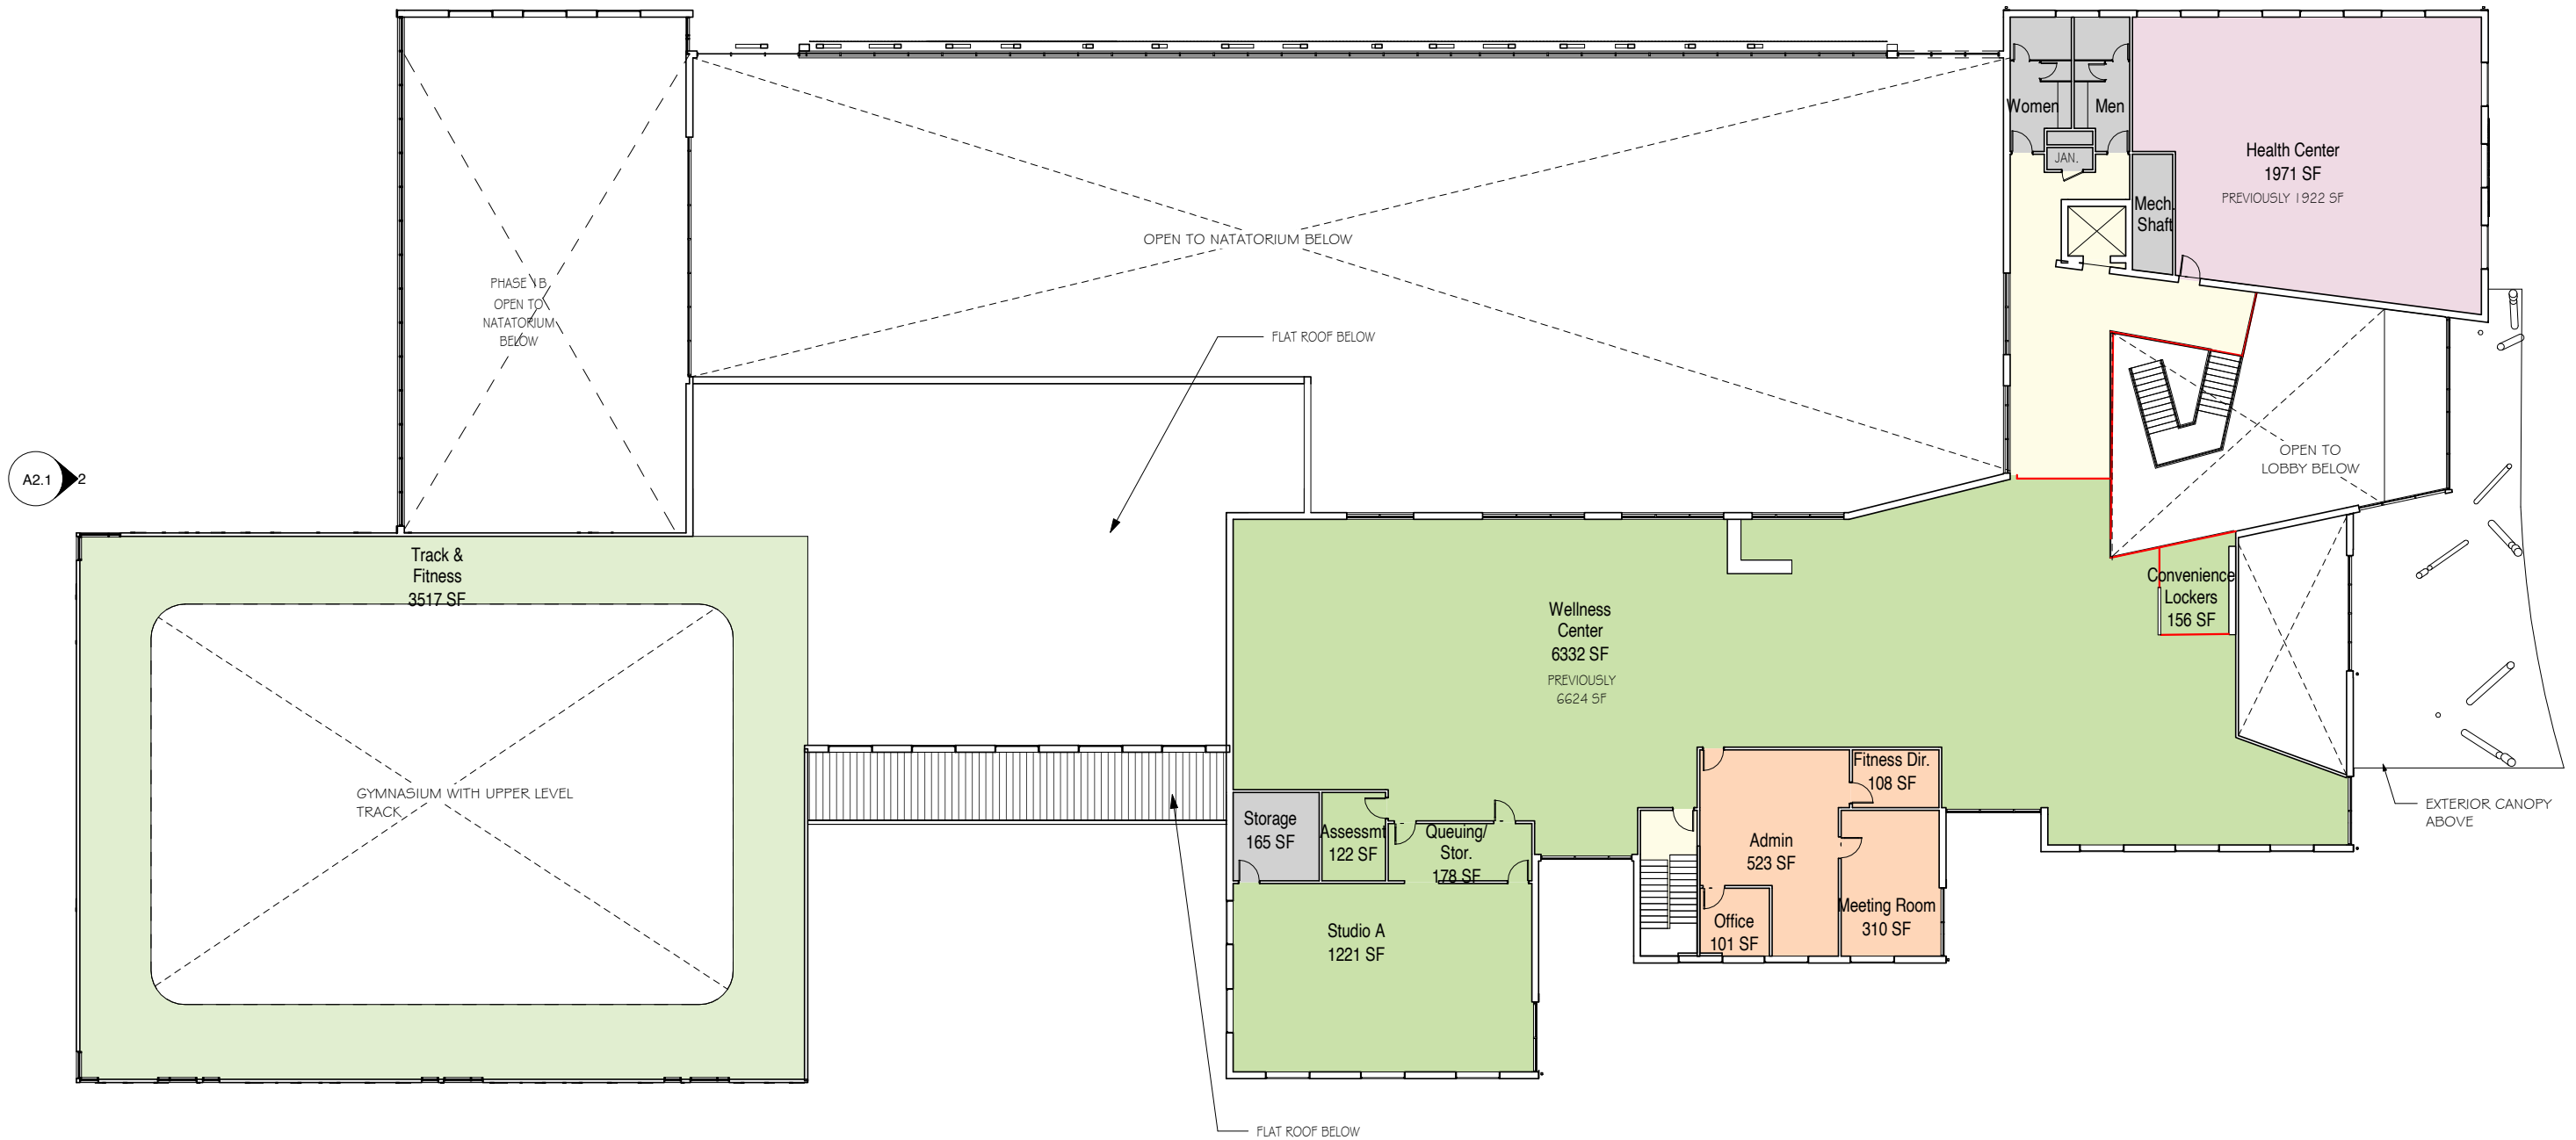 Women
Men
JAN.
Mech.
Shaft
Health Center
1971 SF
PREVIOUSLY 1922 SF
OPEN TO NATATORIUM BELOW
PHASE 1B
OPEN TO
NATATORIUM
BELOW
FLAT ROOF BELOW
OPEN TO
LOBBY BELOW
A2.1
2
Track &
Fitness
3517 SF
Convenience
Lockers
156 SF
Wellness
Center
6332 SF
PREVIOUSLY
6624 SF
GYMNASIUM WITH UPPER LEVEL
TRACK
Fitness Dir.
108 SF
EXTERIOR CANOPY
ABOVE
Storage
165 SF
Assessmt
122 SF
Queuing/
Stor.
178 SF
Admin
523 SF
Office
101 SF
Meeting Room
310 SF
Studio A
1221 SF
FLAT ROOF BELOW